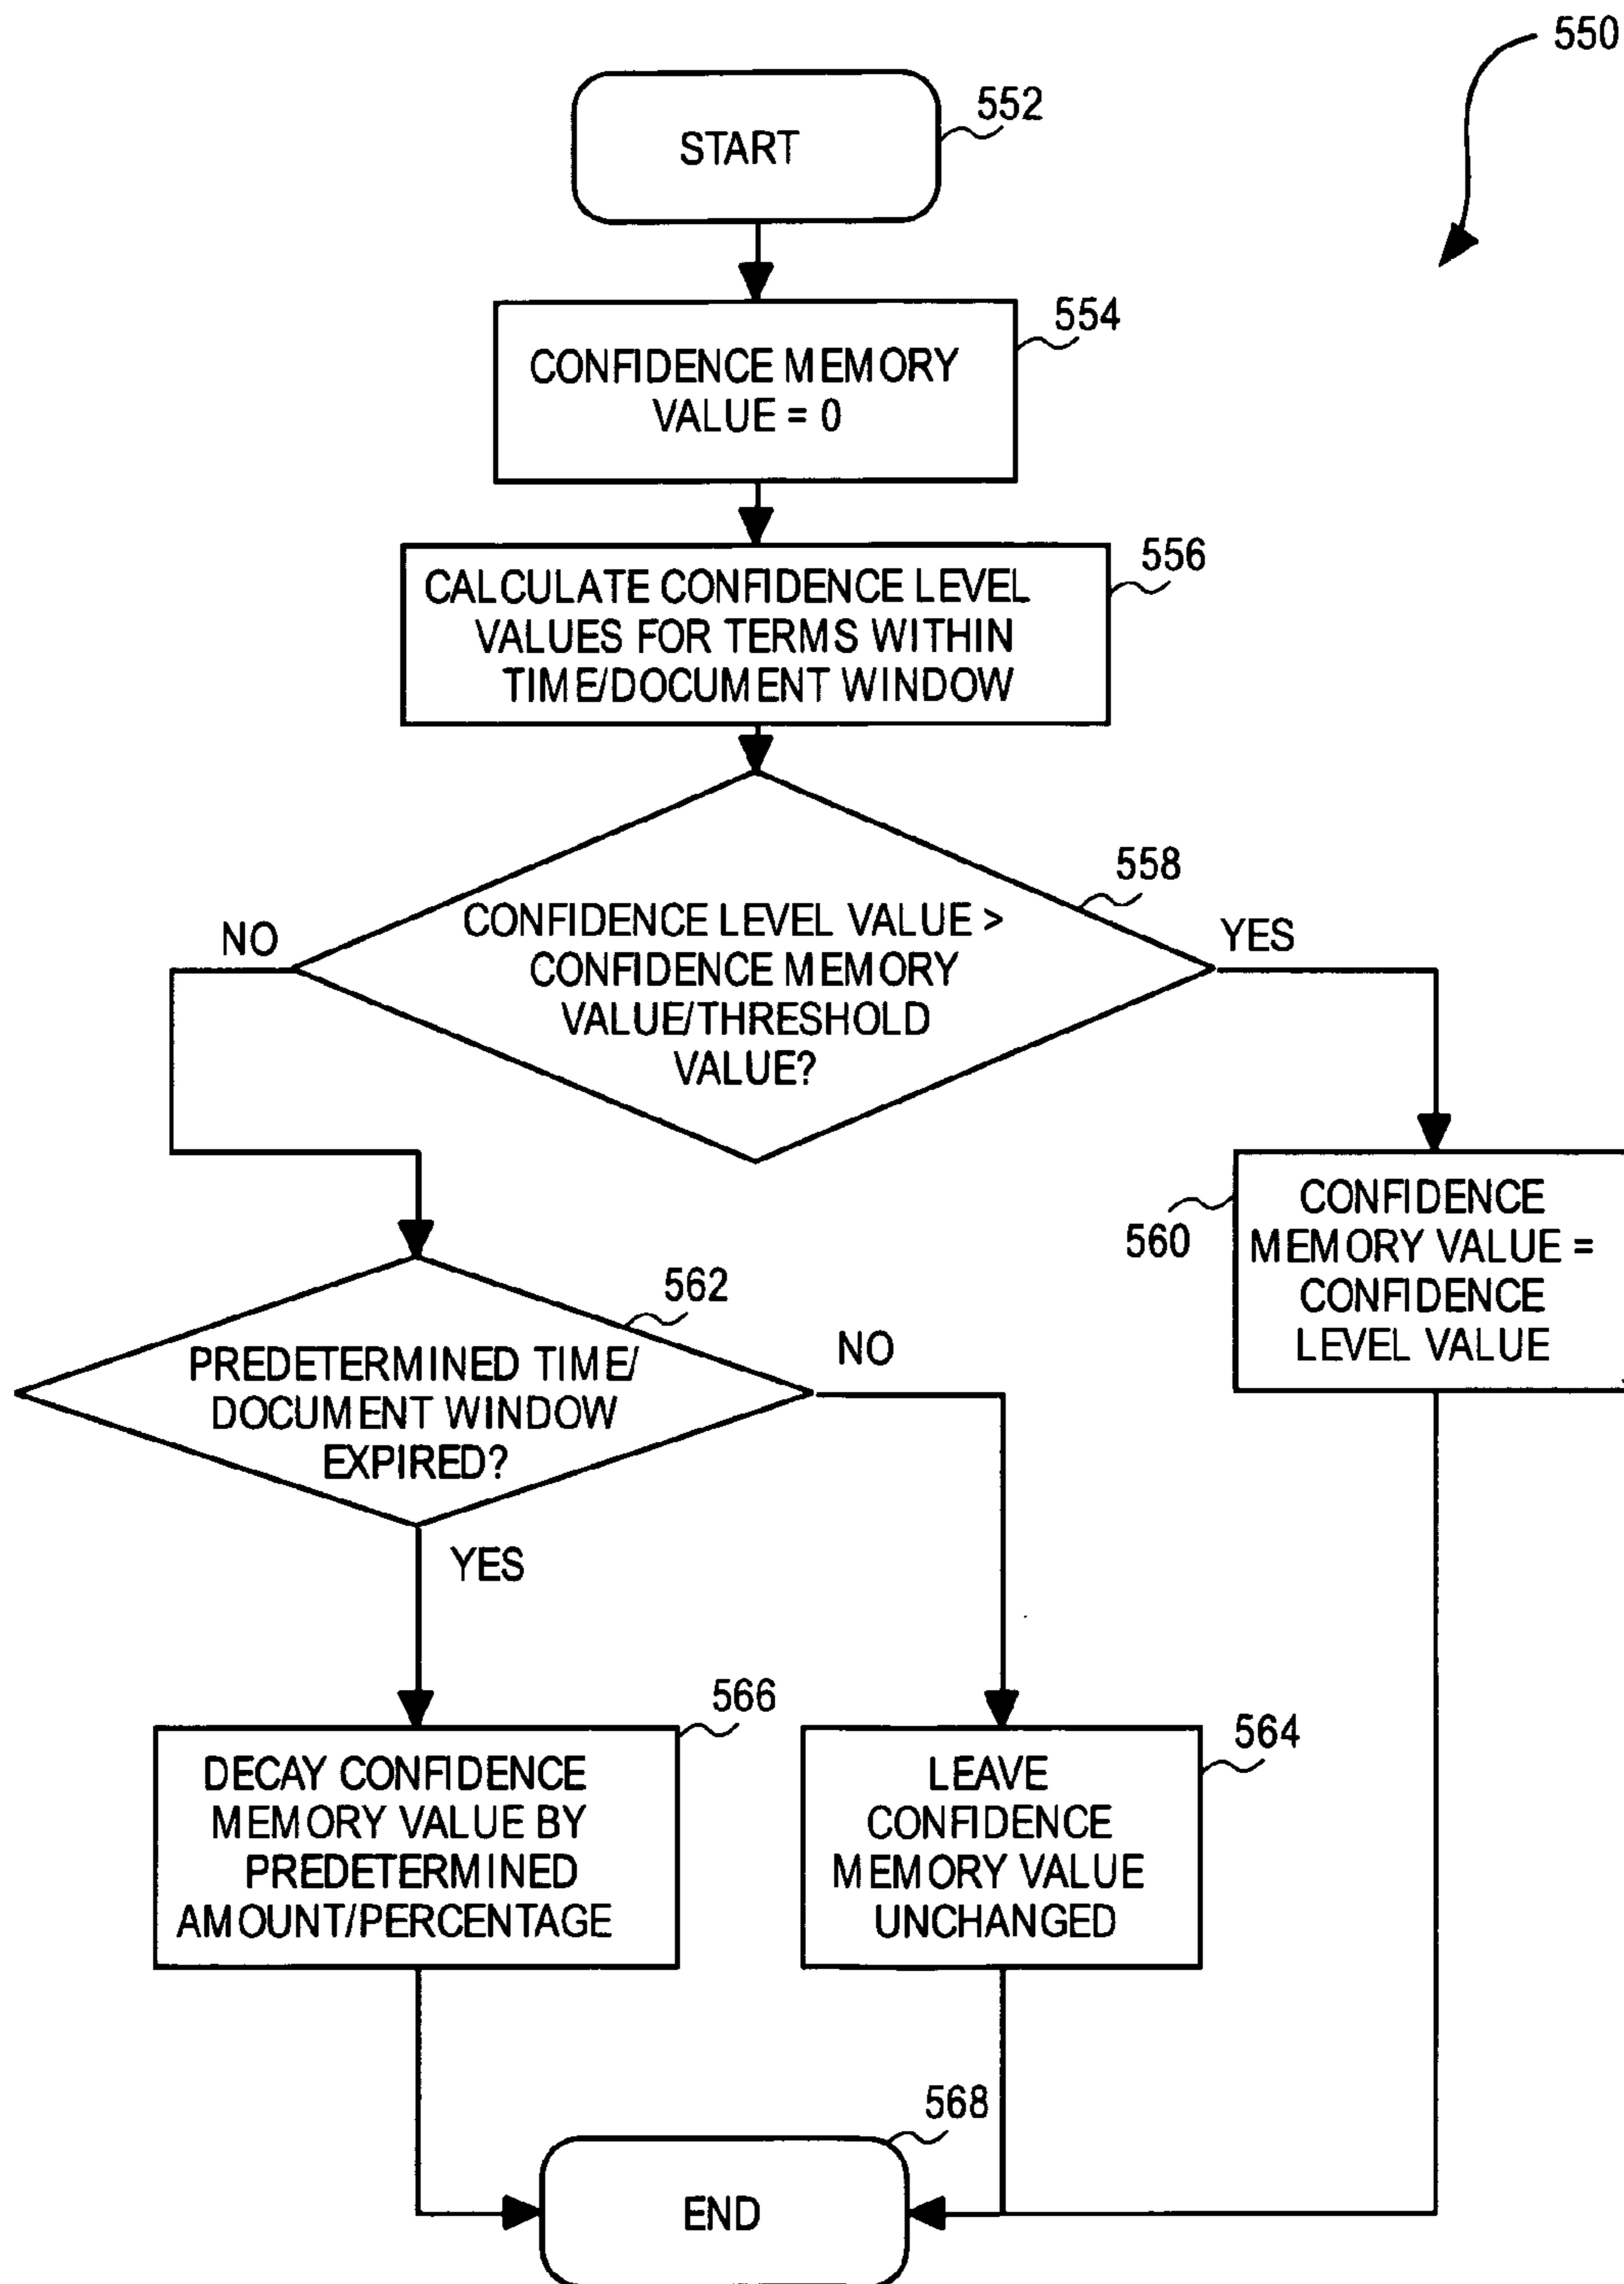 550
START
552
CONFIDENCE MEMORY
VALUE = 0
554
CALCULATE CONFIDENCE LEVEL
VALUES FOR TERMS WITHIN
TIME/DOCUMENT WINDOW
556
CONFIDENCE LEVEL VALUE >
CONFIDENCE MEMORY
VALUE/THRESHOLD
VALUE?
558
NO
YES
CONFIDENCE
MEMORY VALUE =
CONFIDENCE
LEVEL VALUE
560
PREDETERMINED TIME/
DOCUMENT WINDOW
EXPIRED?
562
NO
YES
DECAY CONFIDENCE
MEMORY VALUE BY
PREDETERMINED
AMOUNT/PERCENTAGE
566
LEAVE
CONFIDENCE
MEMORY VALUE
UNCHANGED
564
END
568